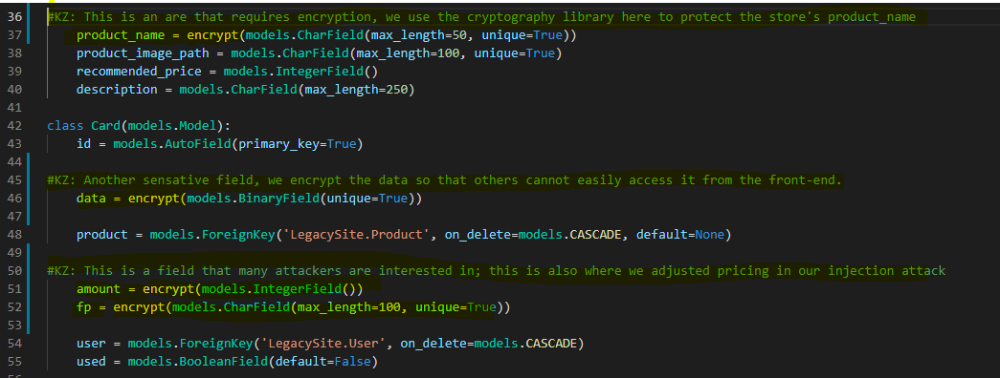 36 #KZ: This is an are that requires encryption, we use the cryptography library here to protect the store's product_name
37 product_name = encrypt(models.CharField(max_length=50, unique=True))
38 product_image_path = models.CharField(max_length=100, unique=True)
39 recommended_price = models.IntegerField()
40 description = models.CharField(max_length=250)
41
42 class Card(models.Model):
43 id = models.AutoField(primary_key=True)
44
45 #KZ: Another sensative field, we encrypt the data so that others cannot easily access it from the front-end.
46 data = encrypt(models.BinaryField(unique=True))
47
48 product = models.ForeignKey('LegacySite.Product', on_delete=models.CASCADE, default=None)
49
50 #KZ: This is a field that many attackers are interested in; this is also where we adjusted pricing in our injection attack
51 amount = encrypt(models.IntegerField())
52 fp = encrypt(models.CharField(max_length=100, unique=True))
53
54 user = models.ForeignKey('LegacySite.User', on_delete=models.CASCADE)
55 used = models.BooleanField(default=False)